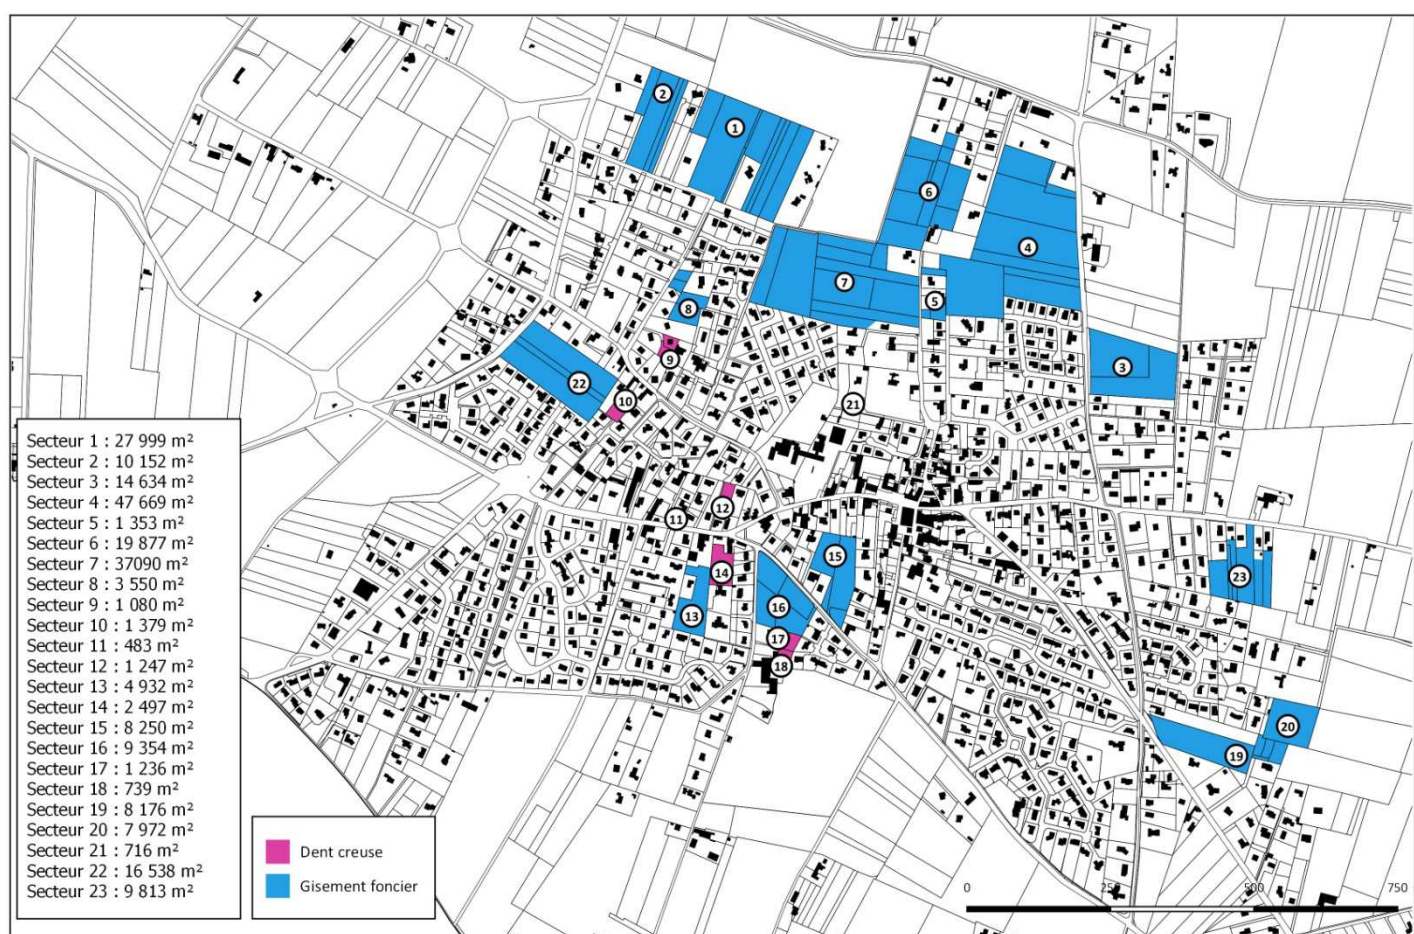 2
1
6
4
7
5
8
9
3
22
10
21
12
11
15
14
23
16
13
17
18
20
19
Secteur 1 : 27 999 m²
Secteur 2 : 10 152 m²
Secteur 3 : 14 634 m²
Secteur 4 : 47 669 m²
Secteur 5 : 1 353 m²
Secteur 6 : 19 877 m²
Secteur 7 : 37090 m²
Secteur 8 : 3 550 m²
Secteur 9 : 1 080 m²
Secteur 10 : 1 379 m²
Secteur 11 : 483 m²
Secteur 12 : 1 247 m²
Secteur 13 : 4 932 m²
Secteur 14 : 2 497 m²
Secteur 15 : 8 250 m²
Secteur 16 : 9 354 m²
Secteur 17 : 1 236 m²
Secteur 18 : 739 m²
Secteur 19 : 8 176 m²
Secteur 20 : 7 972 m²
Secteur 21 : 716 m²
Secteur 22 : 16 538 m²
Secteur 23 : 9 813 m²
Dent creuse
Gisement foncier
0 250 500 750